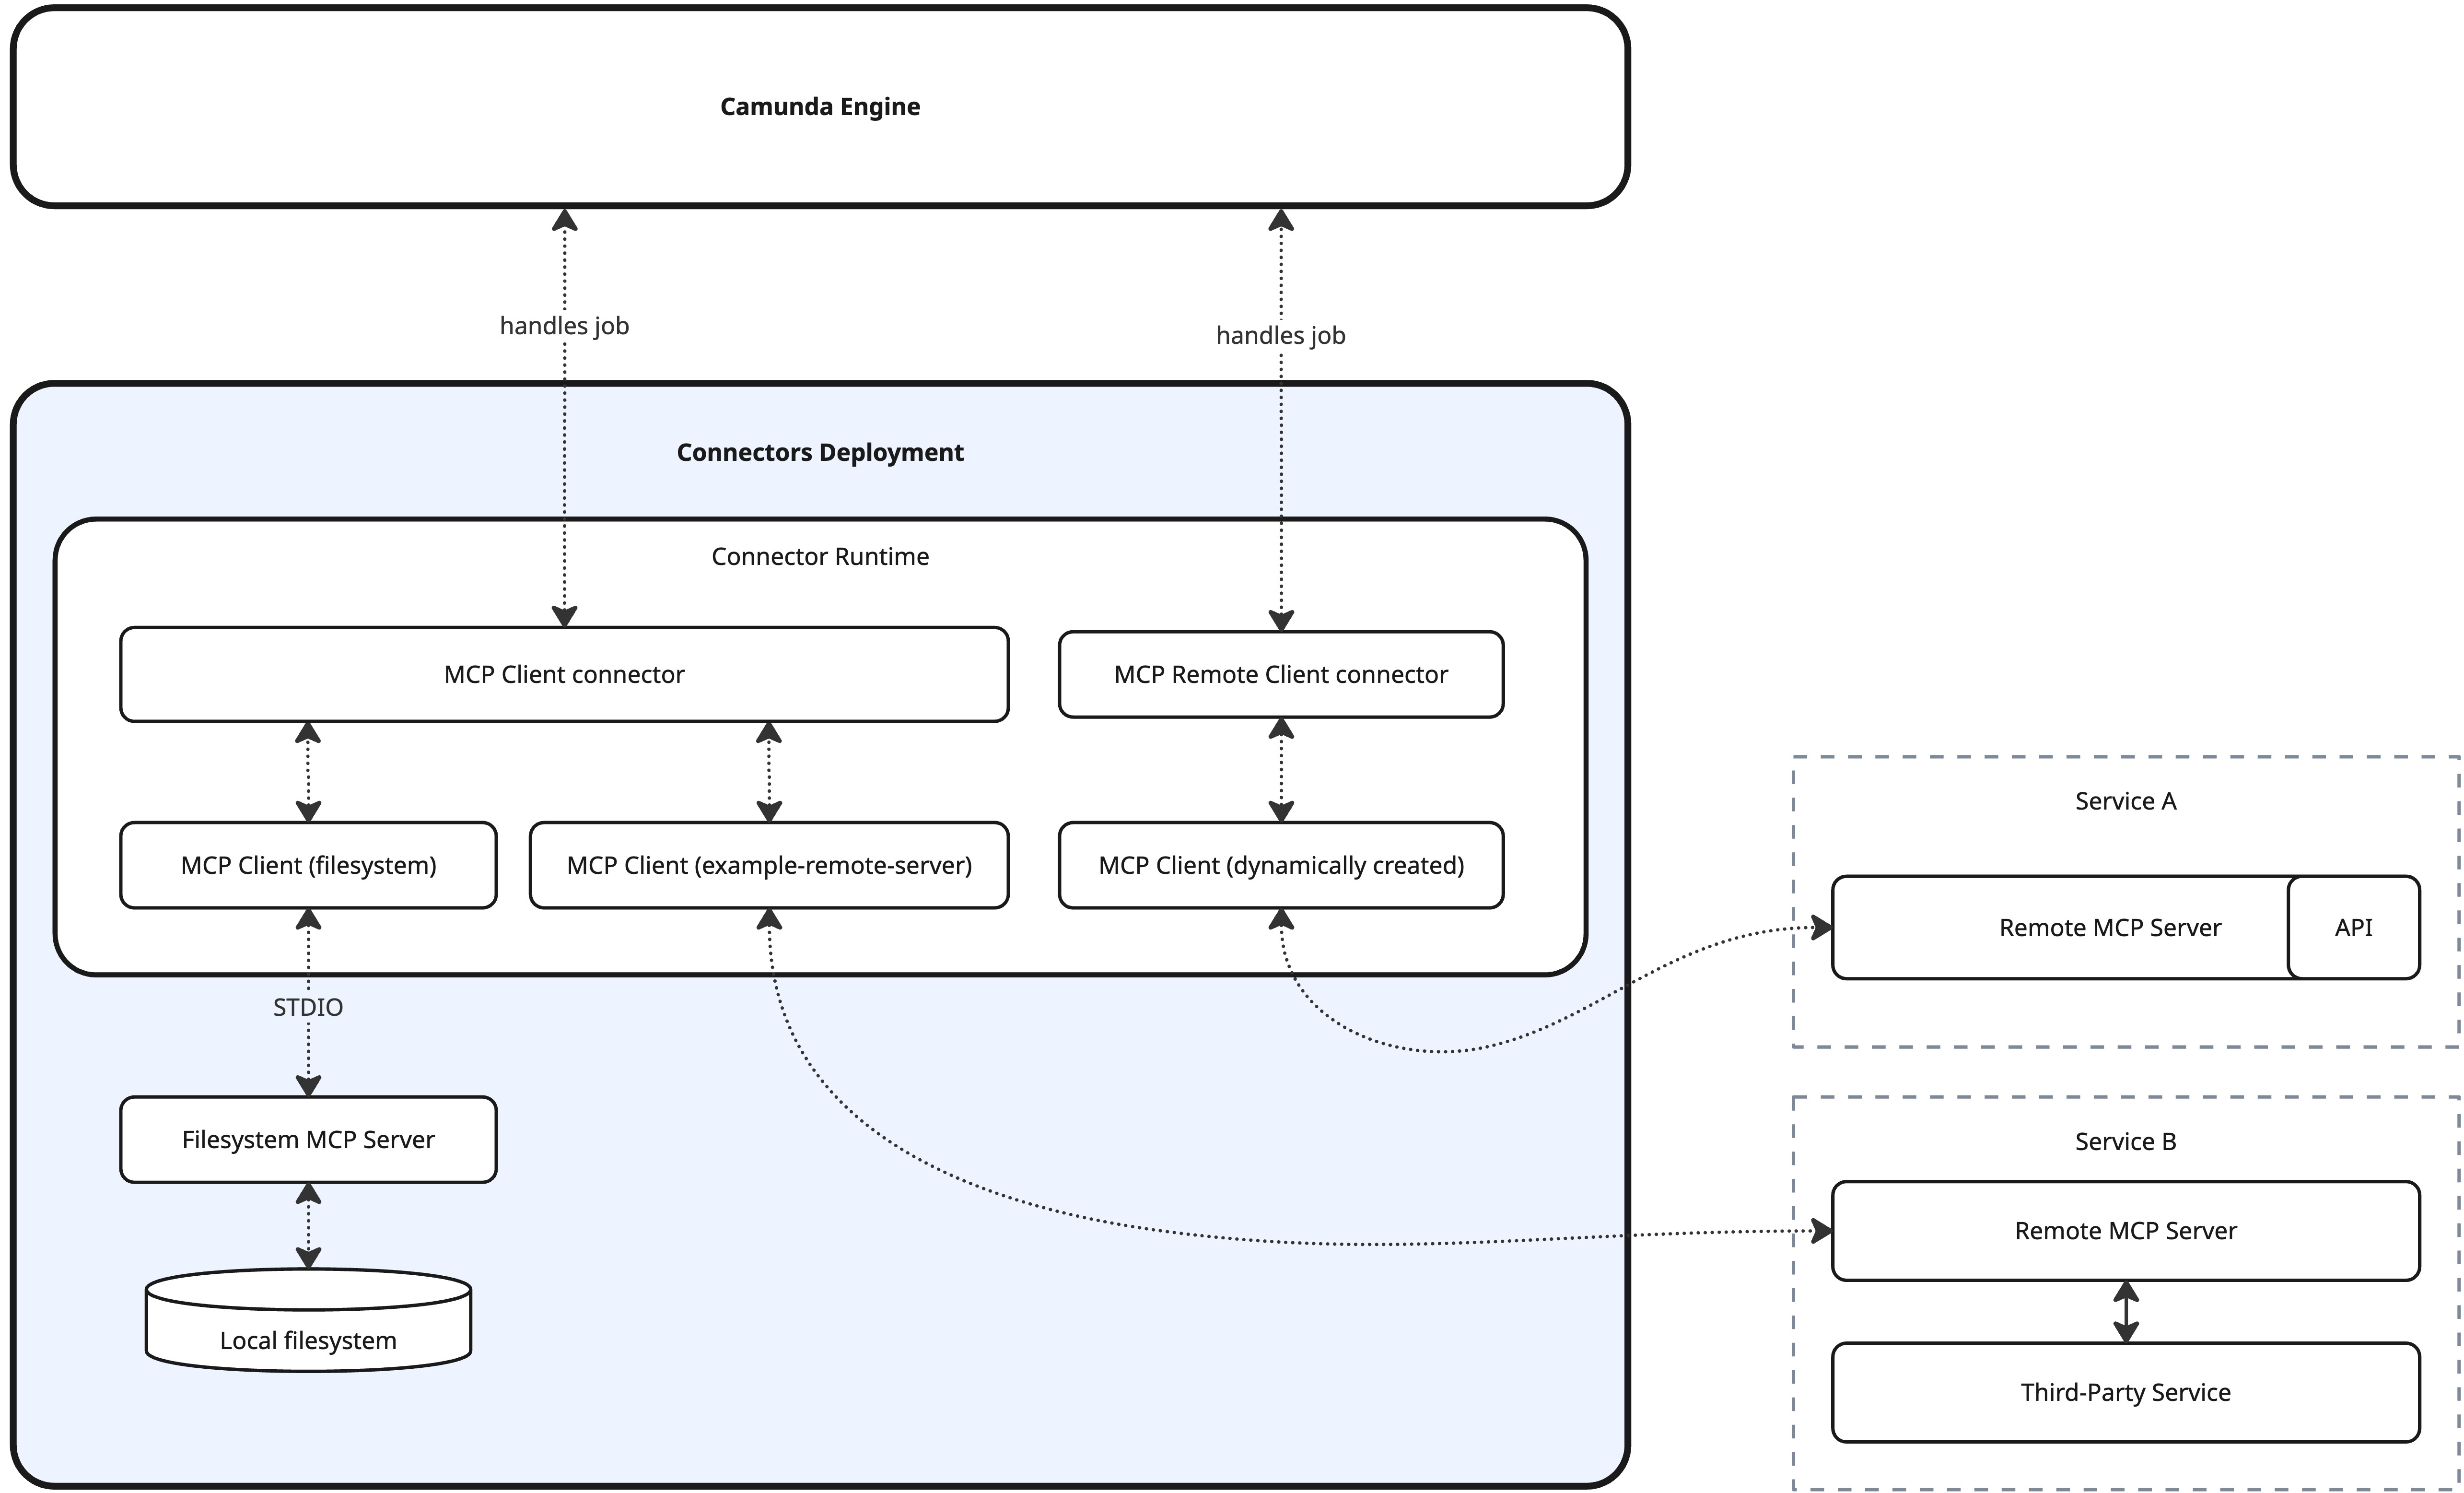 Camunda Engine
handles job
handles job
Connectors Deployment
Connector Runtime
MCP Client connector
MCP Remote Client connector
MCP Client (filesystem)
MCP Client (example-remote-server)
MCP Client (dynamically created)
STDIO
Filesystem MCP Server
Local filesystem
Service A
Remote MCP Server
API
Service B
Remote MCP Server
Third-Party Service